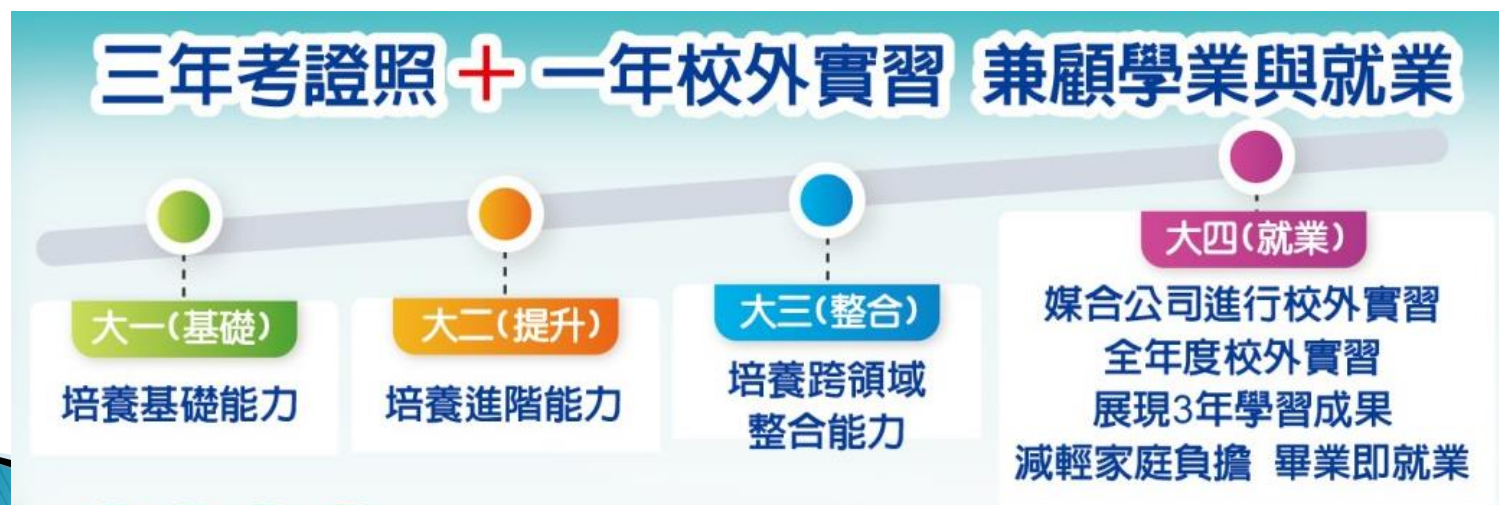 三年考證照+一年校外實習 兼顧學業與就業
大一(基礎)
培養基礎能力
大二(提升)
培養進階能力
大三(整合)
培養跨領域
整合能力
大四(就業)
媒合公司進行校外實習
全年度校外實習
展現3年學習成果
減輕家庭負擔 畢業即就業